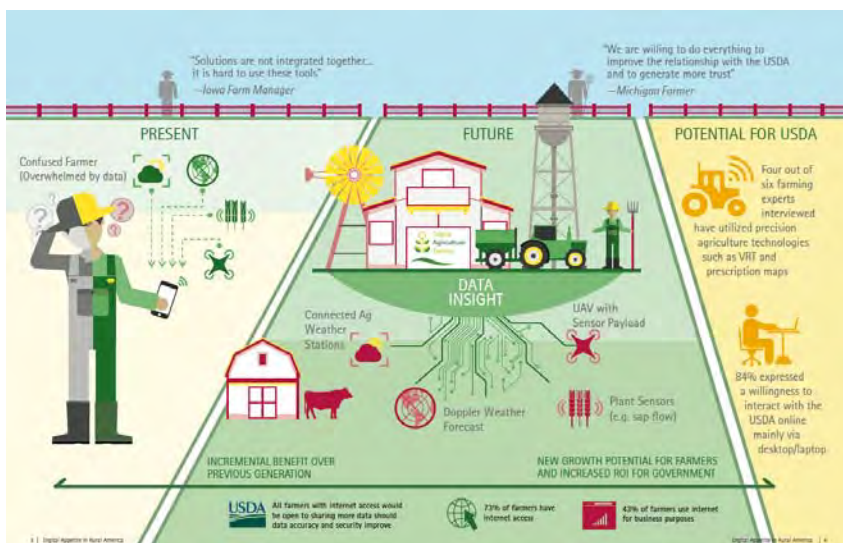 "Solutions are not integrated together...
it is hard to use these tools"
—Iowa Farm Manager
"We are willing to do everything to
improve the relationship with the USDA
and to generate more trust"
—Michigan Farmer
PRESENT
Confused Farmer
(Overwhelmed by data)
?
?
FUTURE
Digital
Agriculture
DATA
INSIGHT
Connected Ag
Weather
Stations
UAV with
Sensor Payload
Doppler Weather
Forecast
Plant Sensors
(e.g. sap flow)
POTENTIAL FOR USDA
Four out of
six farming
experts
interviewed
have utilized precision
agriculture technologies
such as VRT and
prescription maps
84% expressed
a willingness to
interact with the
USDA online
mainly via
desktop/laptop
INCREMENTAL BENEFIT OVER
PREVIOUS GENERATION
NEW GROWTH POTENTIAL FOR FARMERS
AND INCREASED ROI FOR GOVERNMENT
USDA
All farmers with internet access would
be open to sharing more data should
data accuracy and security improve
73% of farmers have
internet access
43% of farmers use internet
for business purposes
| Digital Appetite in Rural America
Digital Appetite in Rural America |